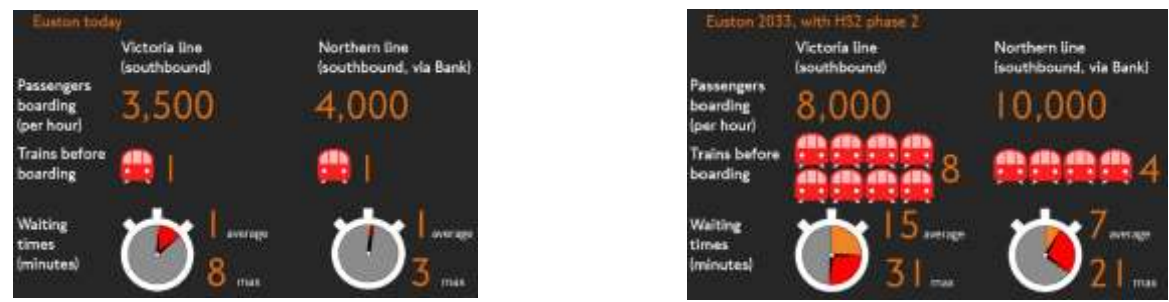 Euston today
Victoria line
(southbound)
Northern line
(southbound, via Bank)
Passengers
boarding
(per hour)
3,500
4,000
Trains before
boarding
1
1
Waiting
times
(minutes)
1 average
8 max
1 average
3 max
Euston 2033, with HS2 phase 2
Victoria line
(southbound)
Northern line
(southbound, via Bank)
Passengers
boarding
(per hour)
8,000
10,000
Trains before
boarding
8
4
Waiting
times
(minutes)
15 average
31 max
7 average
21 max